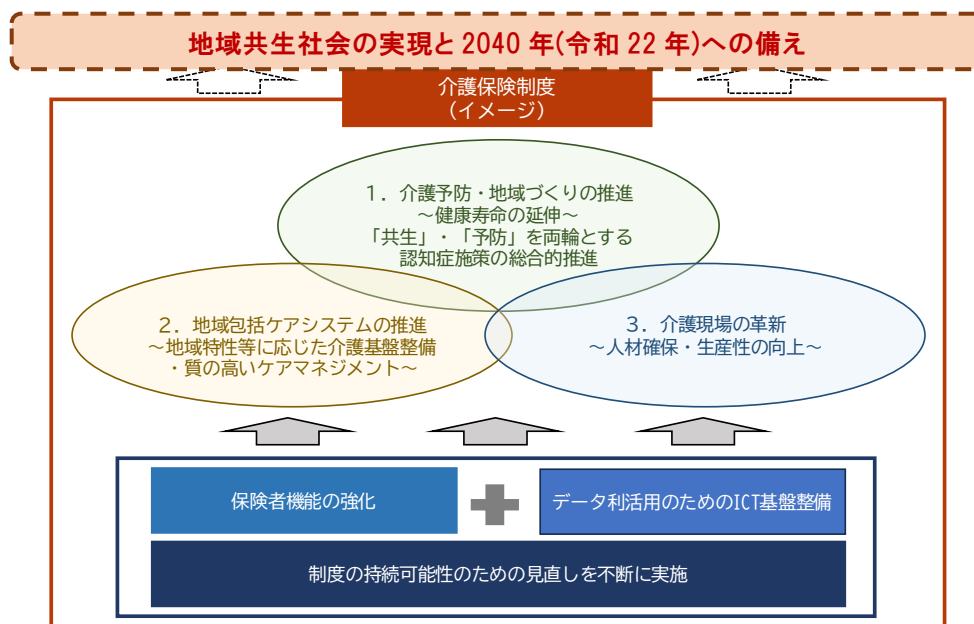 地域共生社会の実現と2040年(令和22年)への備え
介護保険制度
(イメージ)
1．介護予防・地域づくりの推進
～健康寿命の延伸～
「共生」・「予防」を両輪とする
認知症施策の総合的推進
2．地域包括ケアシステムの推進
～地域特性等に応じた介護基盤整備
・質の高いケアマネジメント～
3．介護現場の革新
～人材確保・生産性の向上～
保険者機能の強化
データ利活用のためのICT基盤整備
制度の持続可能性のための見直しを不断に実施